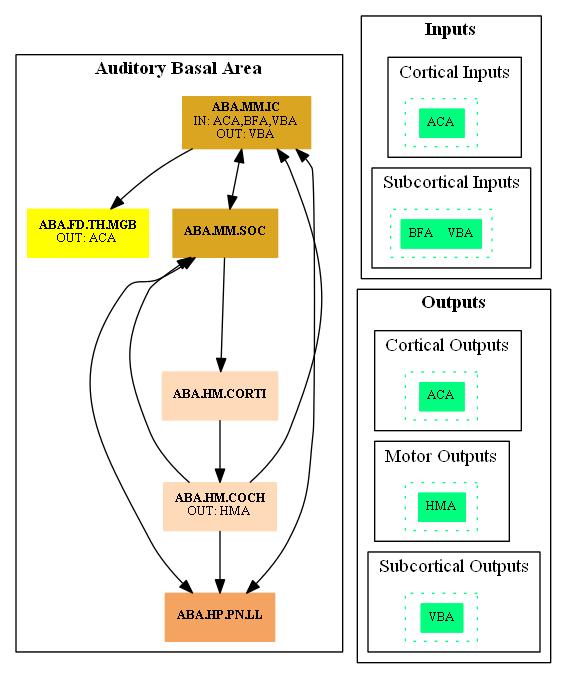 Auditory Basal Area
ABA.MM.IC
IN: ACA,BFA,VBA
OUT: VBA
ABA.FD.TH.MGB
OUT: ACA
ABA.MM.SOC
ABA.HM.CORTI
ABA.HM.COCH
OUT: HMA
ABA.HP.PN.LL
Inputs
Cortical Inputs
ACA
Subcortical Inputs
BFA VBA
Outputs
Cortical Outputs
ACA
Motor Outputs
HMA
Subcortical Outputs
VBA